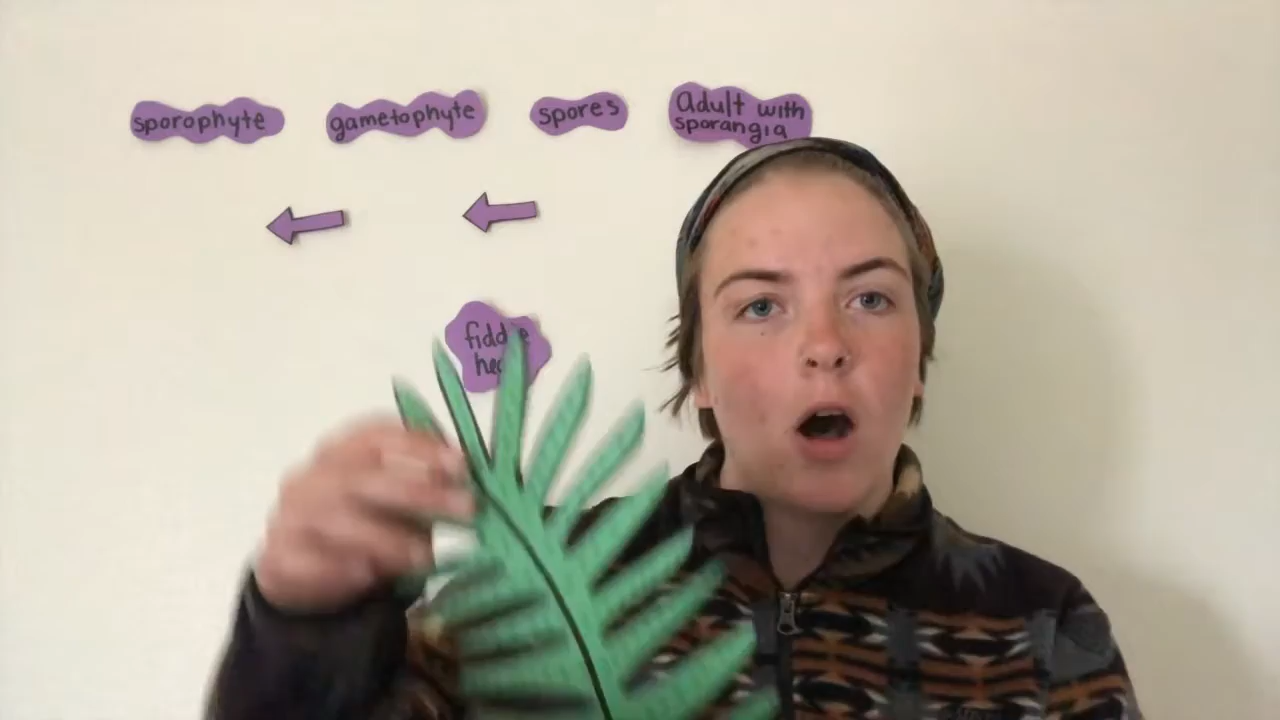 sporophyte
gametophyte
spores
Adult with
sporangia